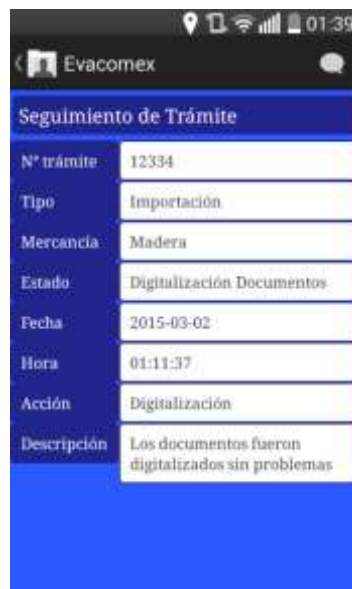 01:39
Evacomex
Seguimiento de Trámite
N° trámite 12334
Tipo Importación
Mercancía Madera
Estado Digitalización Documentos
Fecha 2015-03-02
Hora 01:11:37
Acción Digitalización
Descripción Los documentos fueron
digitalizados sin problemas